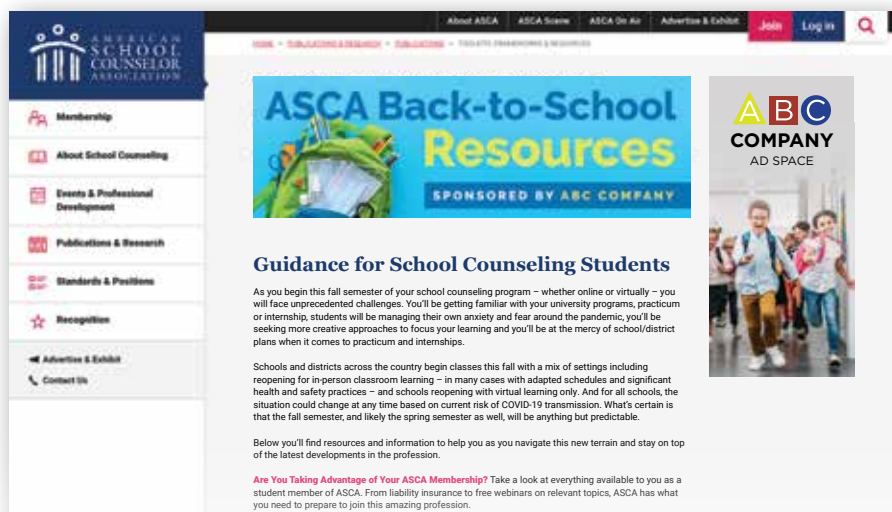 About ASCA ASCA Scene ASCA On Air Advertise & Exhibit Join Log in
AMERICAN
SCHOOL
COUNSELOR
ASSOCIATION
HOME > PUBLICATIONS & RESEARCH > PUBLICATIONS > TOOLKITS, FRAMEWORKS & RESOURCES
Membership
About School Counseling
Events & Professional
Development
Publications & Research
Standards & Positions
Recognition
Advertise & Exhibit
Contact Us
ASCA Back-to-School
Resources
SPONSORED BY ABC COMPANY
ABC
COMPANY
AD SPACE
Guidance for School Counseling Students
As you begin this fall semester of your school counseling program – whether online or virtually – you
will face unprecedented challenges. You'll be getting familiar with your university programs, practicum
or internship, students will be managing their own anxiety and fear around the pandemic, you'll be
seeking more creative approaches to focus your learning and you'll be at the mercy of school/district
plans when it comes to practicum and internships.
Schools and districts across the country begin classes this fall with a mix of settings including
reopening for in-person classroom learning – in many cases with adapted schedules and significant
health and safety practices – and schools reopening with virtual learning only. And for all schools, the
situation could change at any time based on current risk of COVID-19 transmission. What's certain is
that the fall semester, and likely the spring semester as well, will be anything but predictable.
Below you'll find resources and information to help you as you navigate this new terrain and stay on top
of the latest developments in the profession.
Are You Taking Advantage of Your ASCA Membership? Take a look at everything available to you as a
student member of ASCA. From liability insurance to free webinars on relevant topics, ASCA has what
you need to prepare to join this amazing profession.